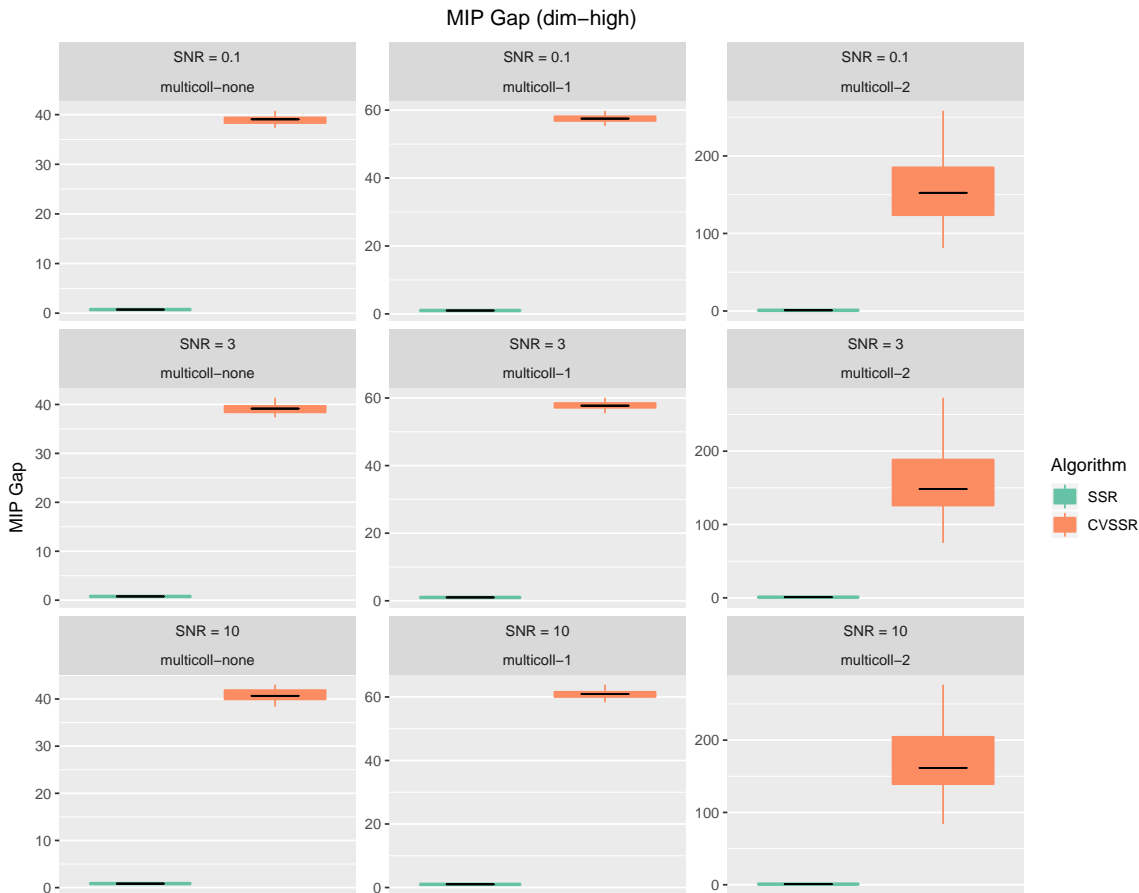 MIP Gap (dim−high)
SNR = 0.1
multicoll−none
SNR = 0.1
multicoll−1
SNR = 0.1
multicoll−2
40
30
20
10
0
60
40
20
0
200
100
0
SNR = 3
multicoll−none
SNR = 3
multicoll−1
SNR = 3
multicoll−2
40
30
20
10
0
60
40
20
0
200
100
0
SNR = 10
multicoll−none
SNR = 10
multicoll−1
SNR = 10
multicoll−2
40
30
20
10
0
60
40
20
0
200
100
0
MIP Gap
Algorithm
SSR
CVSSR